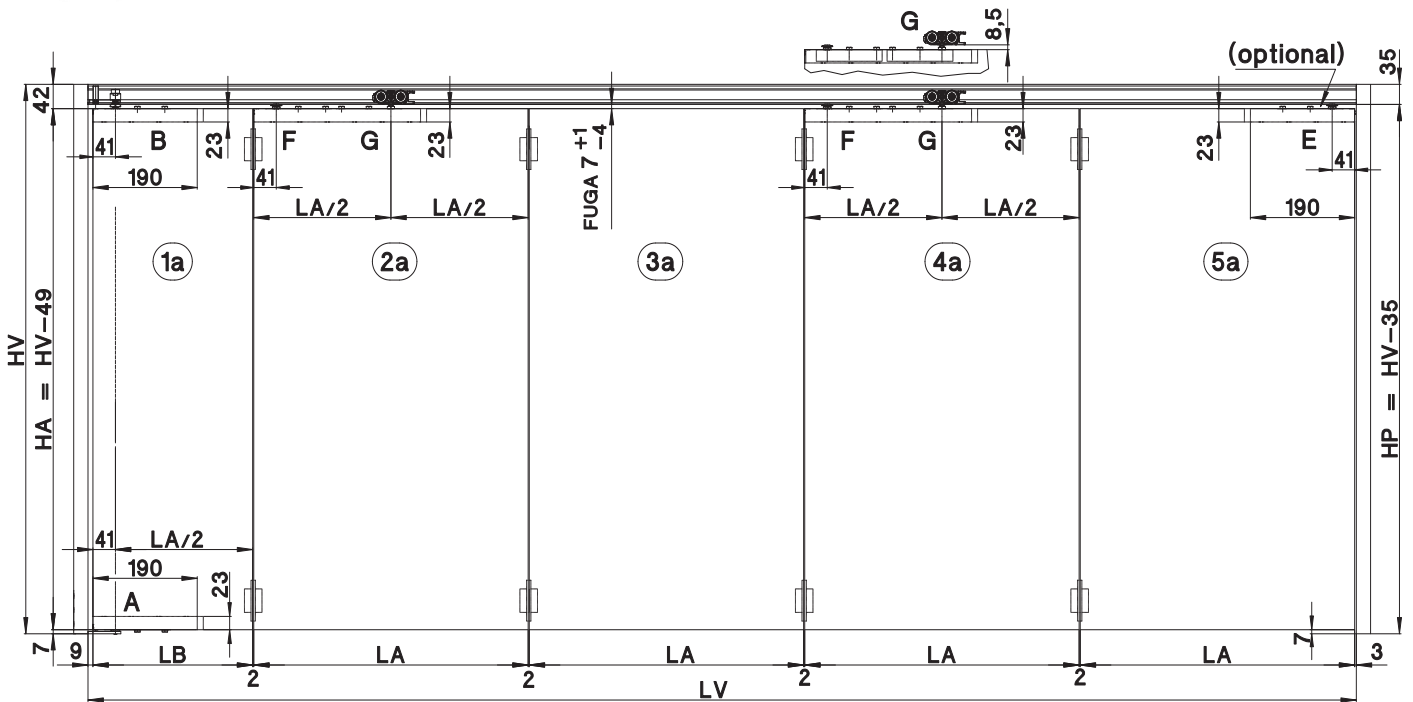 G
8,5
(optional)
35
42
41
B
23
F
G
23
FUGA 7 +1 -4
F
G
23
23
E
41
190
41
41
190
LA/2
LA/2
LA/2
LA/2
1a
2a
3a
4a
5a
HV
HA = HV-49
HP = HV-35
41
LA/2
190
23
A
7
7
9
LB
LA
LA
LA
LA
3
2
2
2
2
LV